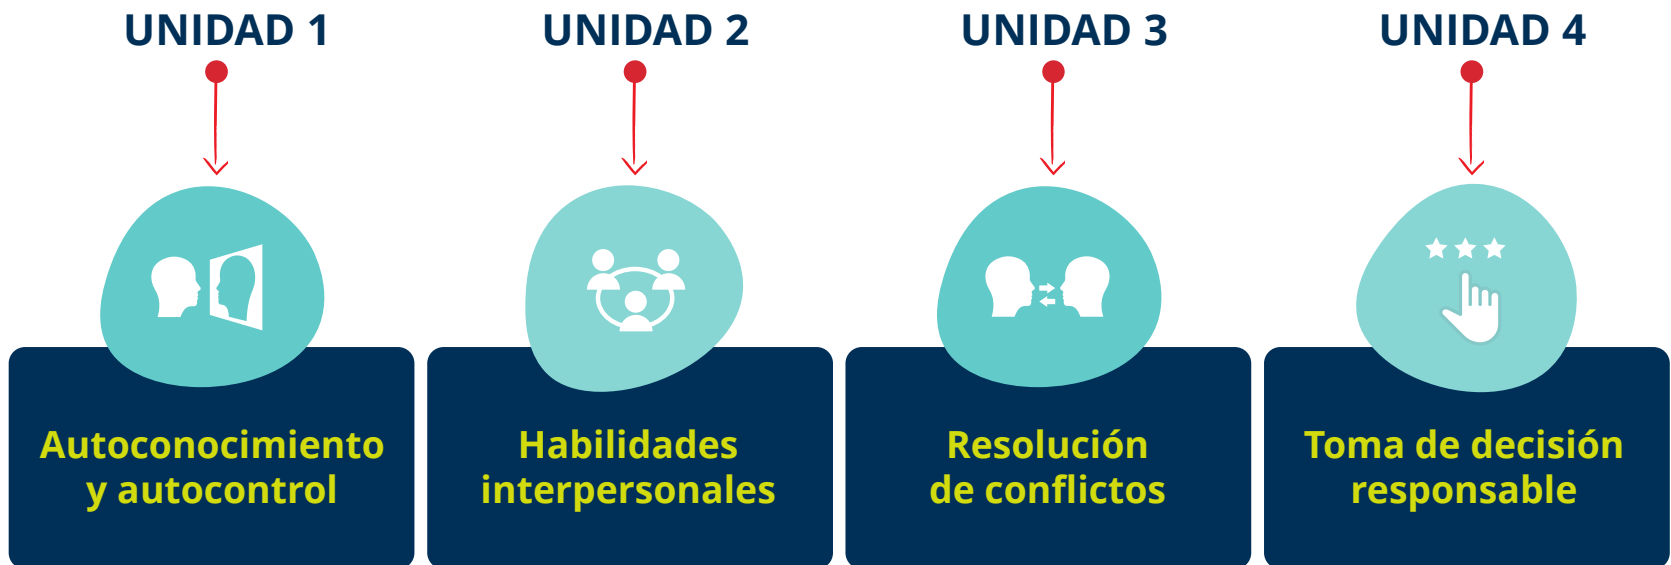 UNIDAD 1
UNIDAD 2
UNIDAD 3
UNIDAD 4
Autoconocimiento
y autocontrol
Habilidades
interpersonales
Resolución
de conflictos
Toma de decisión
responsable